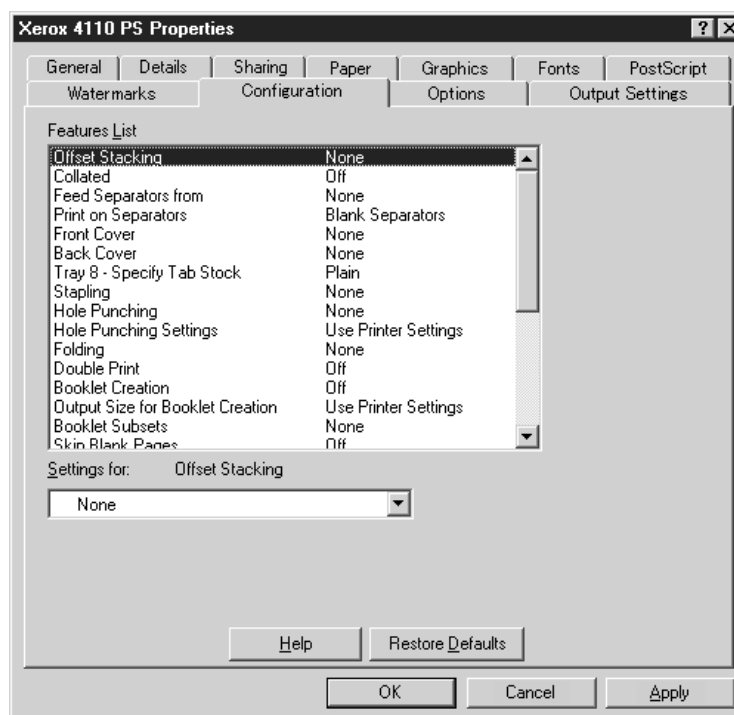 Xerox 4110 PS Properties
General Details Sharing Paper Graphics Fonts PostScript
Watermarks Configuration Options Output Settings
Features List
Offset Stacking None
Collated Off
Feed Separators from None
Print on Separators Blank Separators
Front Cover None
Back Cover None
Tray 8 - Specify Tab Stock Plain
Stapling None
Hole Punching None
Hole Punching Settings Use Printer Settings
Folding None
Double Print Off
Booklet Creation Off
Output Size for Booklet Creation Use Printer Settings
Booklet Subsets None
Skip Blank Pages Off
Settings for: Offset Stacking
None
Help Restore Defaults
OK Cancel Apply